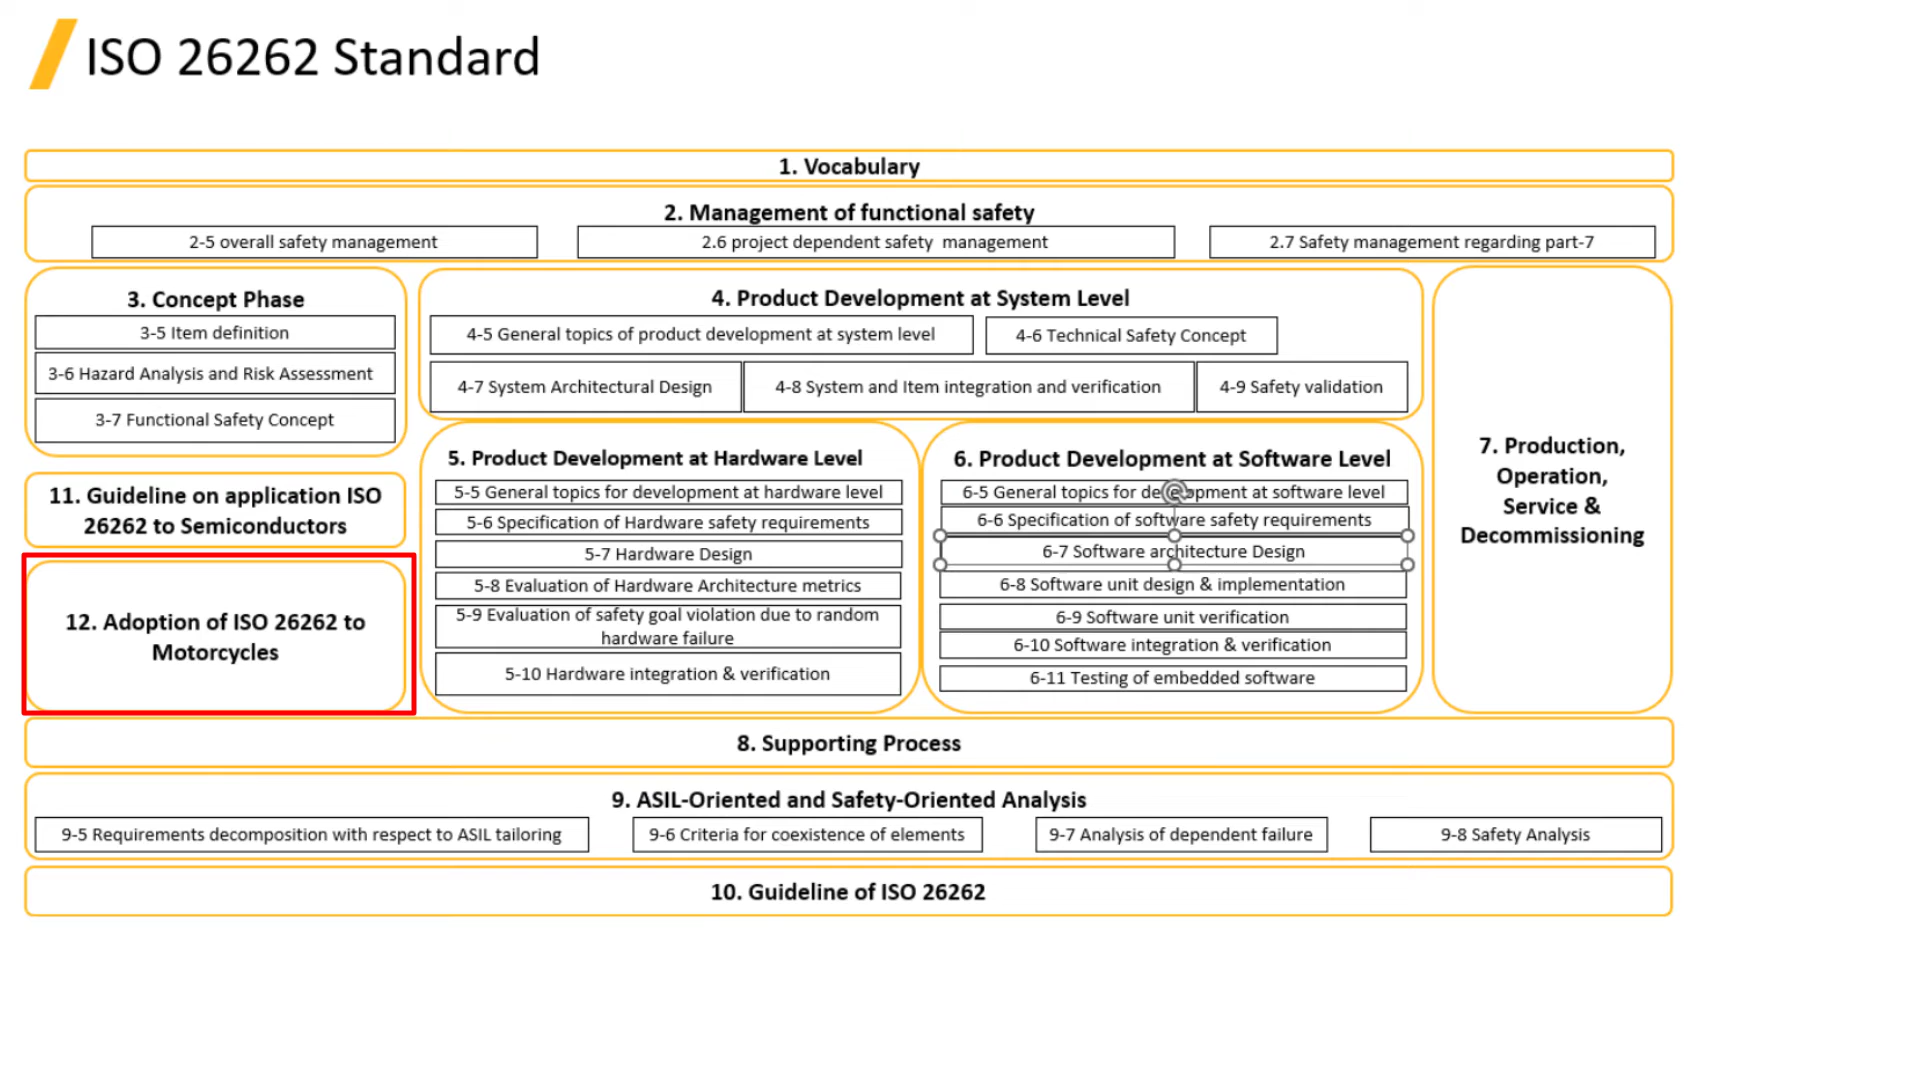 ISO 26262 Standard
1. Vocabulary
2. Management of functional safety
2-5 overall safety management
2.6 project dependent safety management
2.7 Safety management regarding part-7
3. Concept Phase
3-5 Item definition
3-6 Hazard Analysis and Risk Assessment
3-7 Functional Safety Concept
4. Product Development at System Level
4-5 General topics of product development at system level
4-6 Technical Safety Concept
4-7 System Architectural Design
4-8 System and Item integration and verification
4-9 Safety validation
11. Guideline on application ISO
26262 to Semiconductors
12. Adoption of ISO 26262 to
Motorcycles
5. Product Development at Hardware Level
5-5 General topics for development at hardware level
5-6 Specification of Hardware safety requirements
5-7 Hardware Design
5-8 Evaluation of Hardware Architecture metrics
5-9 Evaluation of safety goal violation due to random
hardware failure
5-10 Hardware integration & verification
6. Product Development at Software Level
6-5 General topics for development at software level
6-6 Specification of software safety requirements
6-7 Software architecture Design
6-8 Software unit design & implementation
6-9 Software unit verification
6-10 Software integration & verification
6-11 Testing of embedded software
7. Production,
Operation,
Service &
Decommissioning
8. Supporting Process
9. ASIL-Oriented and Safety-Oriented Analysis
9-5 Requirements decomposition with respect to ASIL tailoring
9-6 Criteria for coexistence of elements
9-7 Analysis of dependent failure
9-8 Safety Analysis
10. Guideline of ISO 26262